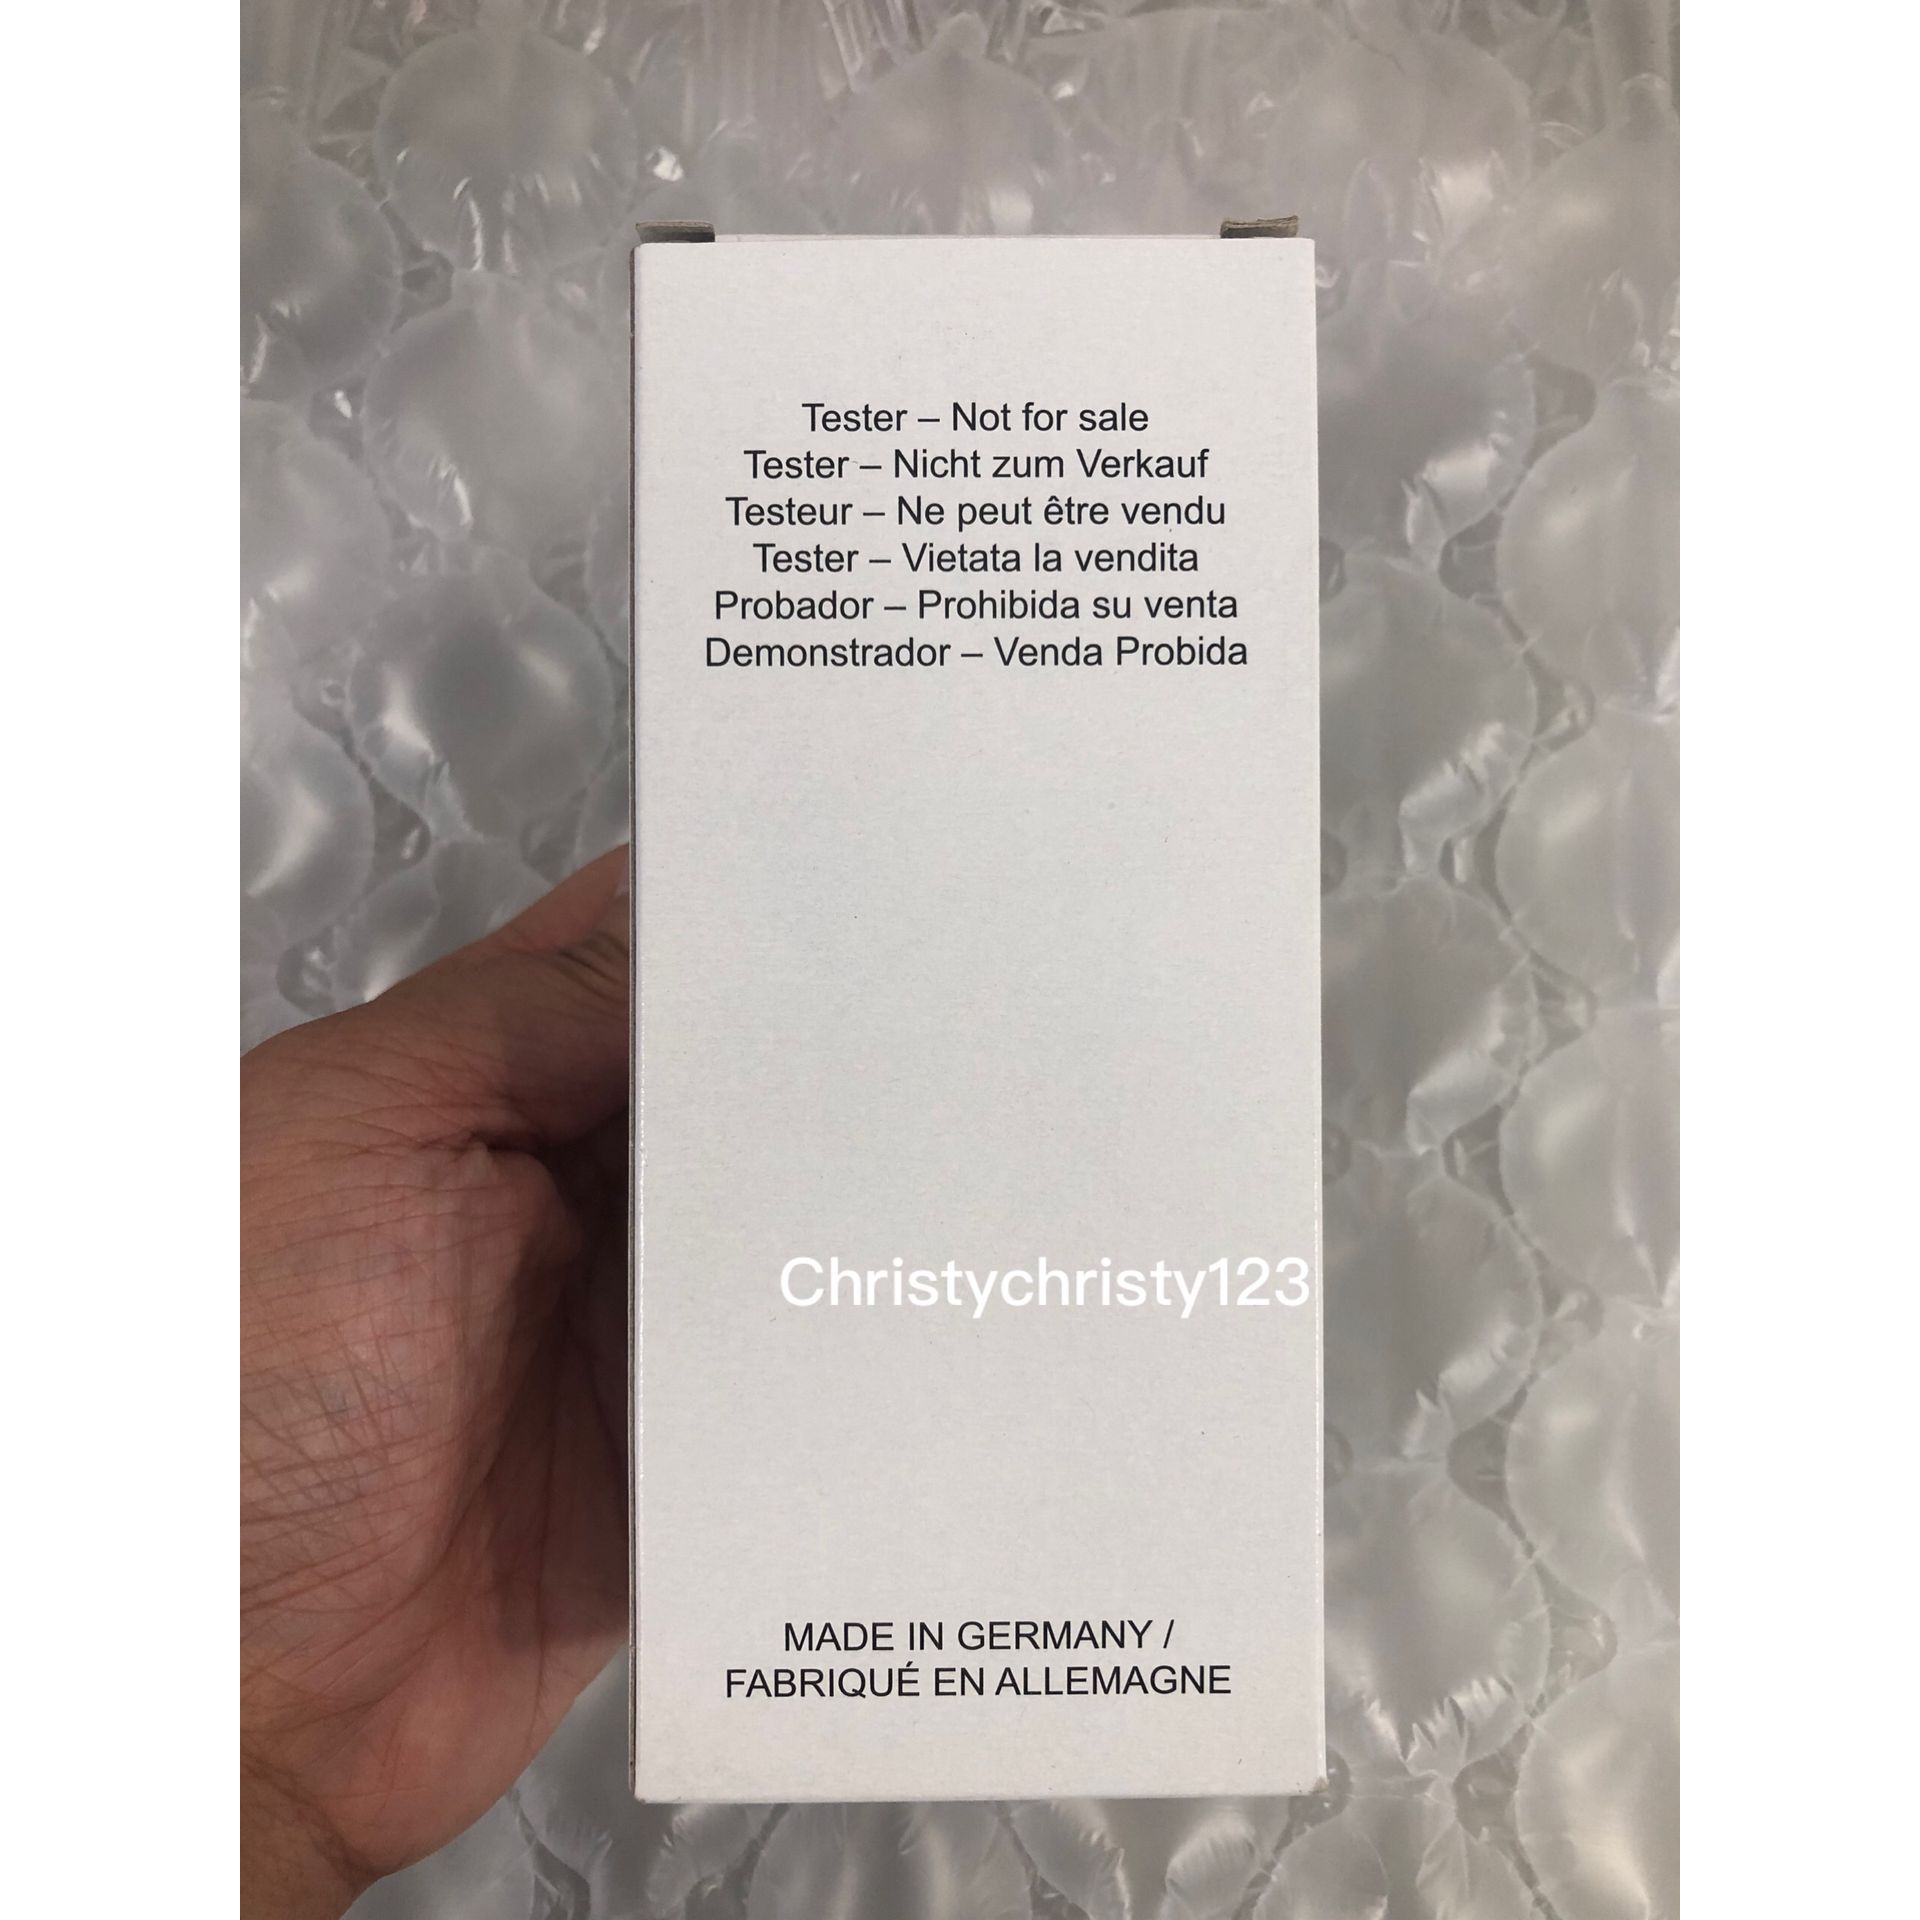 Tester – Not for sale
Tester – Nicht zum Verkauf
Testeur – Ne peut être vendu
Tester – Vietata la vendita
Probador – Prohibida su venta
Demonstrador – Venda Probida
Christychristy123
MADE IN GERMANY /
FABRIQUÉ EN ALLEMAGNE